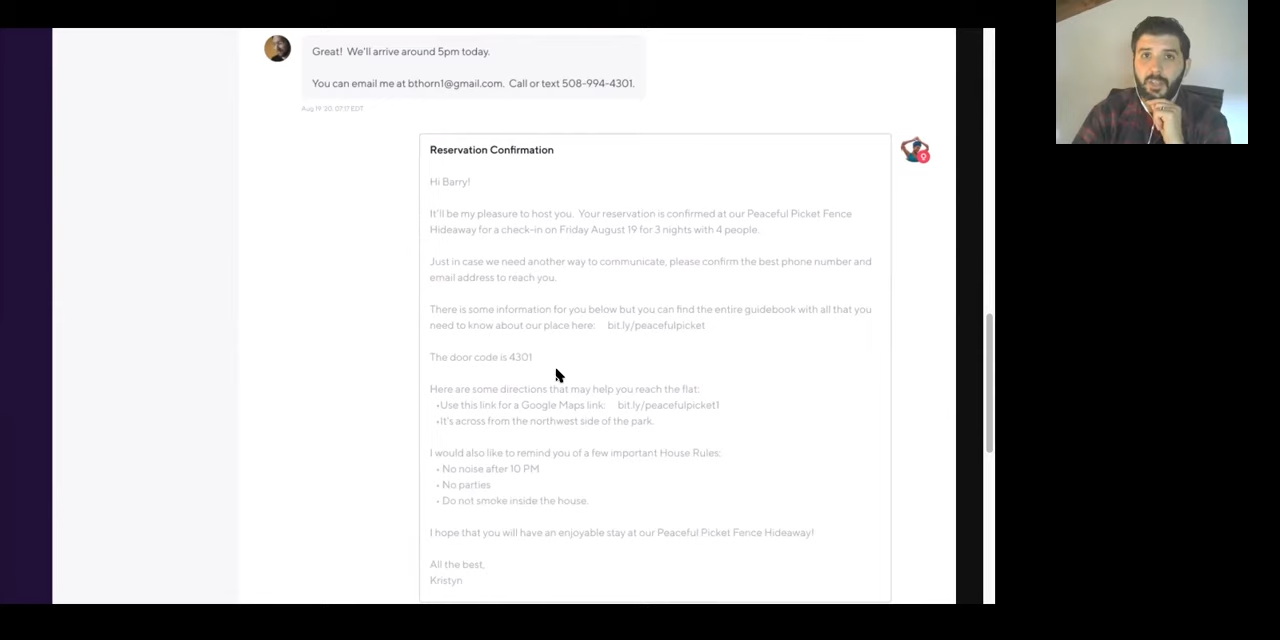 Great! We'll arrive around 5pm today.
You can email me at bthorn1@gmail.com. Call or text 508-994-4301.
Aug 19 '20, 07:17 EDT
Reservation Confirmation
Hi Barry!
It'll be my pleasure to host you. Your reservation is confirmed at our Peaceful Picket Fence
Hideaway for a check-in on Friday August 19 for 3 nights with 4 people.
Just in case we need another way to communicate, please confirm the best phone number and
email address to reach you.
There is some information for you below but you can find the entire guidebook with all that you
need to know about our place here: bit.ly/peacefulpicket
The door code is 4301
Here are some directions that may help you reach the flat:
•Use this link for a Google Maps link: bit.ly/peacefulpicket1
•It's across from the northwest side of the park.
I would also like to remind you of a few important House Rules:
• No noise after 10 PM
• No parties
• Do not smoke inside the house.
I hope that you will have an enjoyable stay at our Peaceful Picket Fence Hideaway!
All the best,
Kristyn